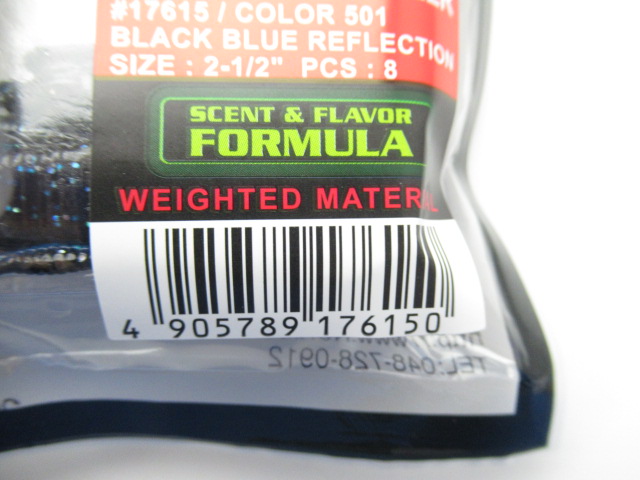 #17615 / COLOR 501
BLACK BLUE REFLECTION
SIZE : 2-1/2" PCS : 8
SCENT & FLAVOR
FORMULA
WEIGHTED MATERIAL
4 905789 176150
TEL:048-728-0912